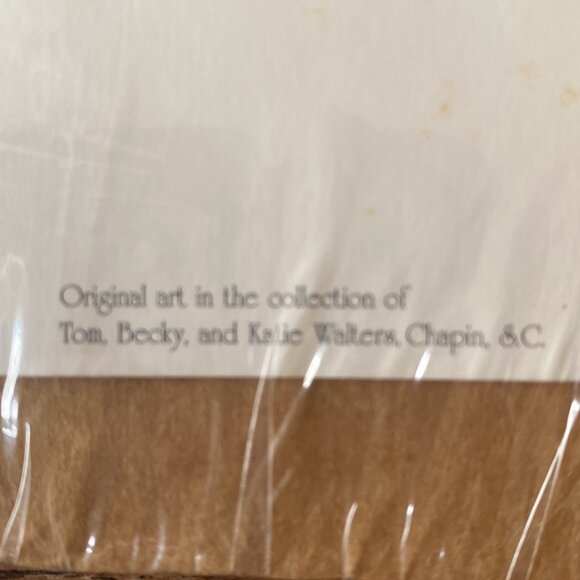 Original art in the collection of
Tom, Becky, and Katie Walters, Chapin, S.C.